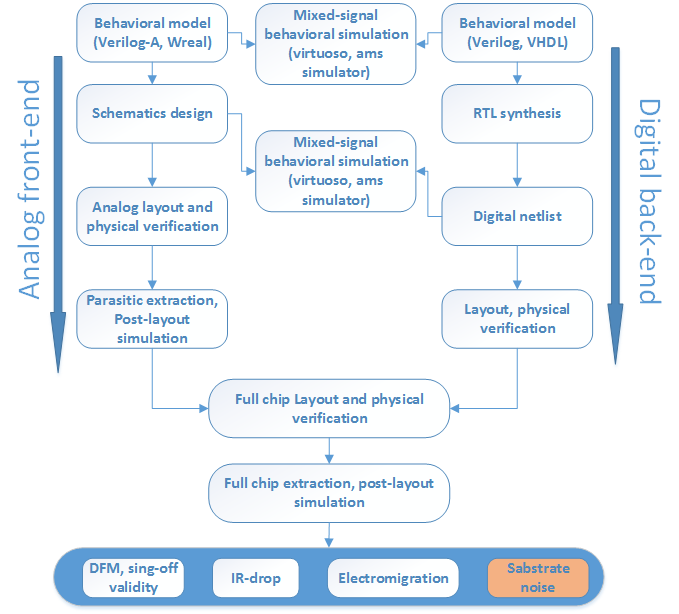 Behavioral model
(Verilog-A, Wreal)
Mixed-signal
behavioral simulation
(virtuoso, ams
simulator)
Behavioral model
(Verilog, VHDL)
Analog front-end
Digital back-end
Schematics design
RTL synthesis
Mixed-signal
behavioral simulation
(virtuoso, ams
simulator)
Analog layout and
physical verification
Digital netlist
Parasitic extraction,
Post-layout
simulation
Layout, physical
verification
Full chip Layout and physical
verification
Full chip extraction, post-layout
simulation
DFM, sing-off
validity
IR-drop
Electromigration
Sabstrate
noise